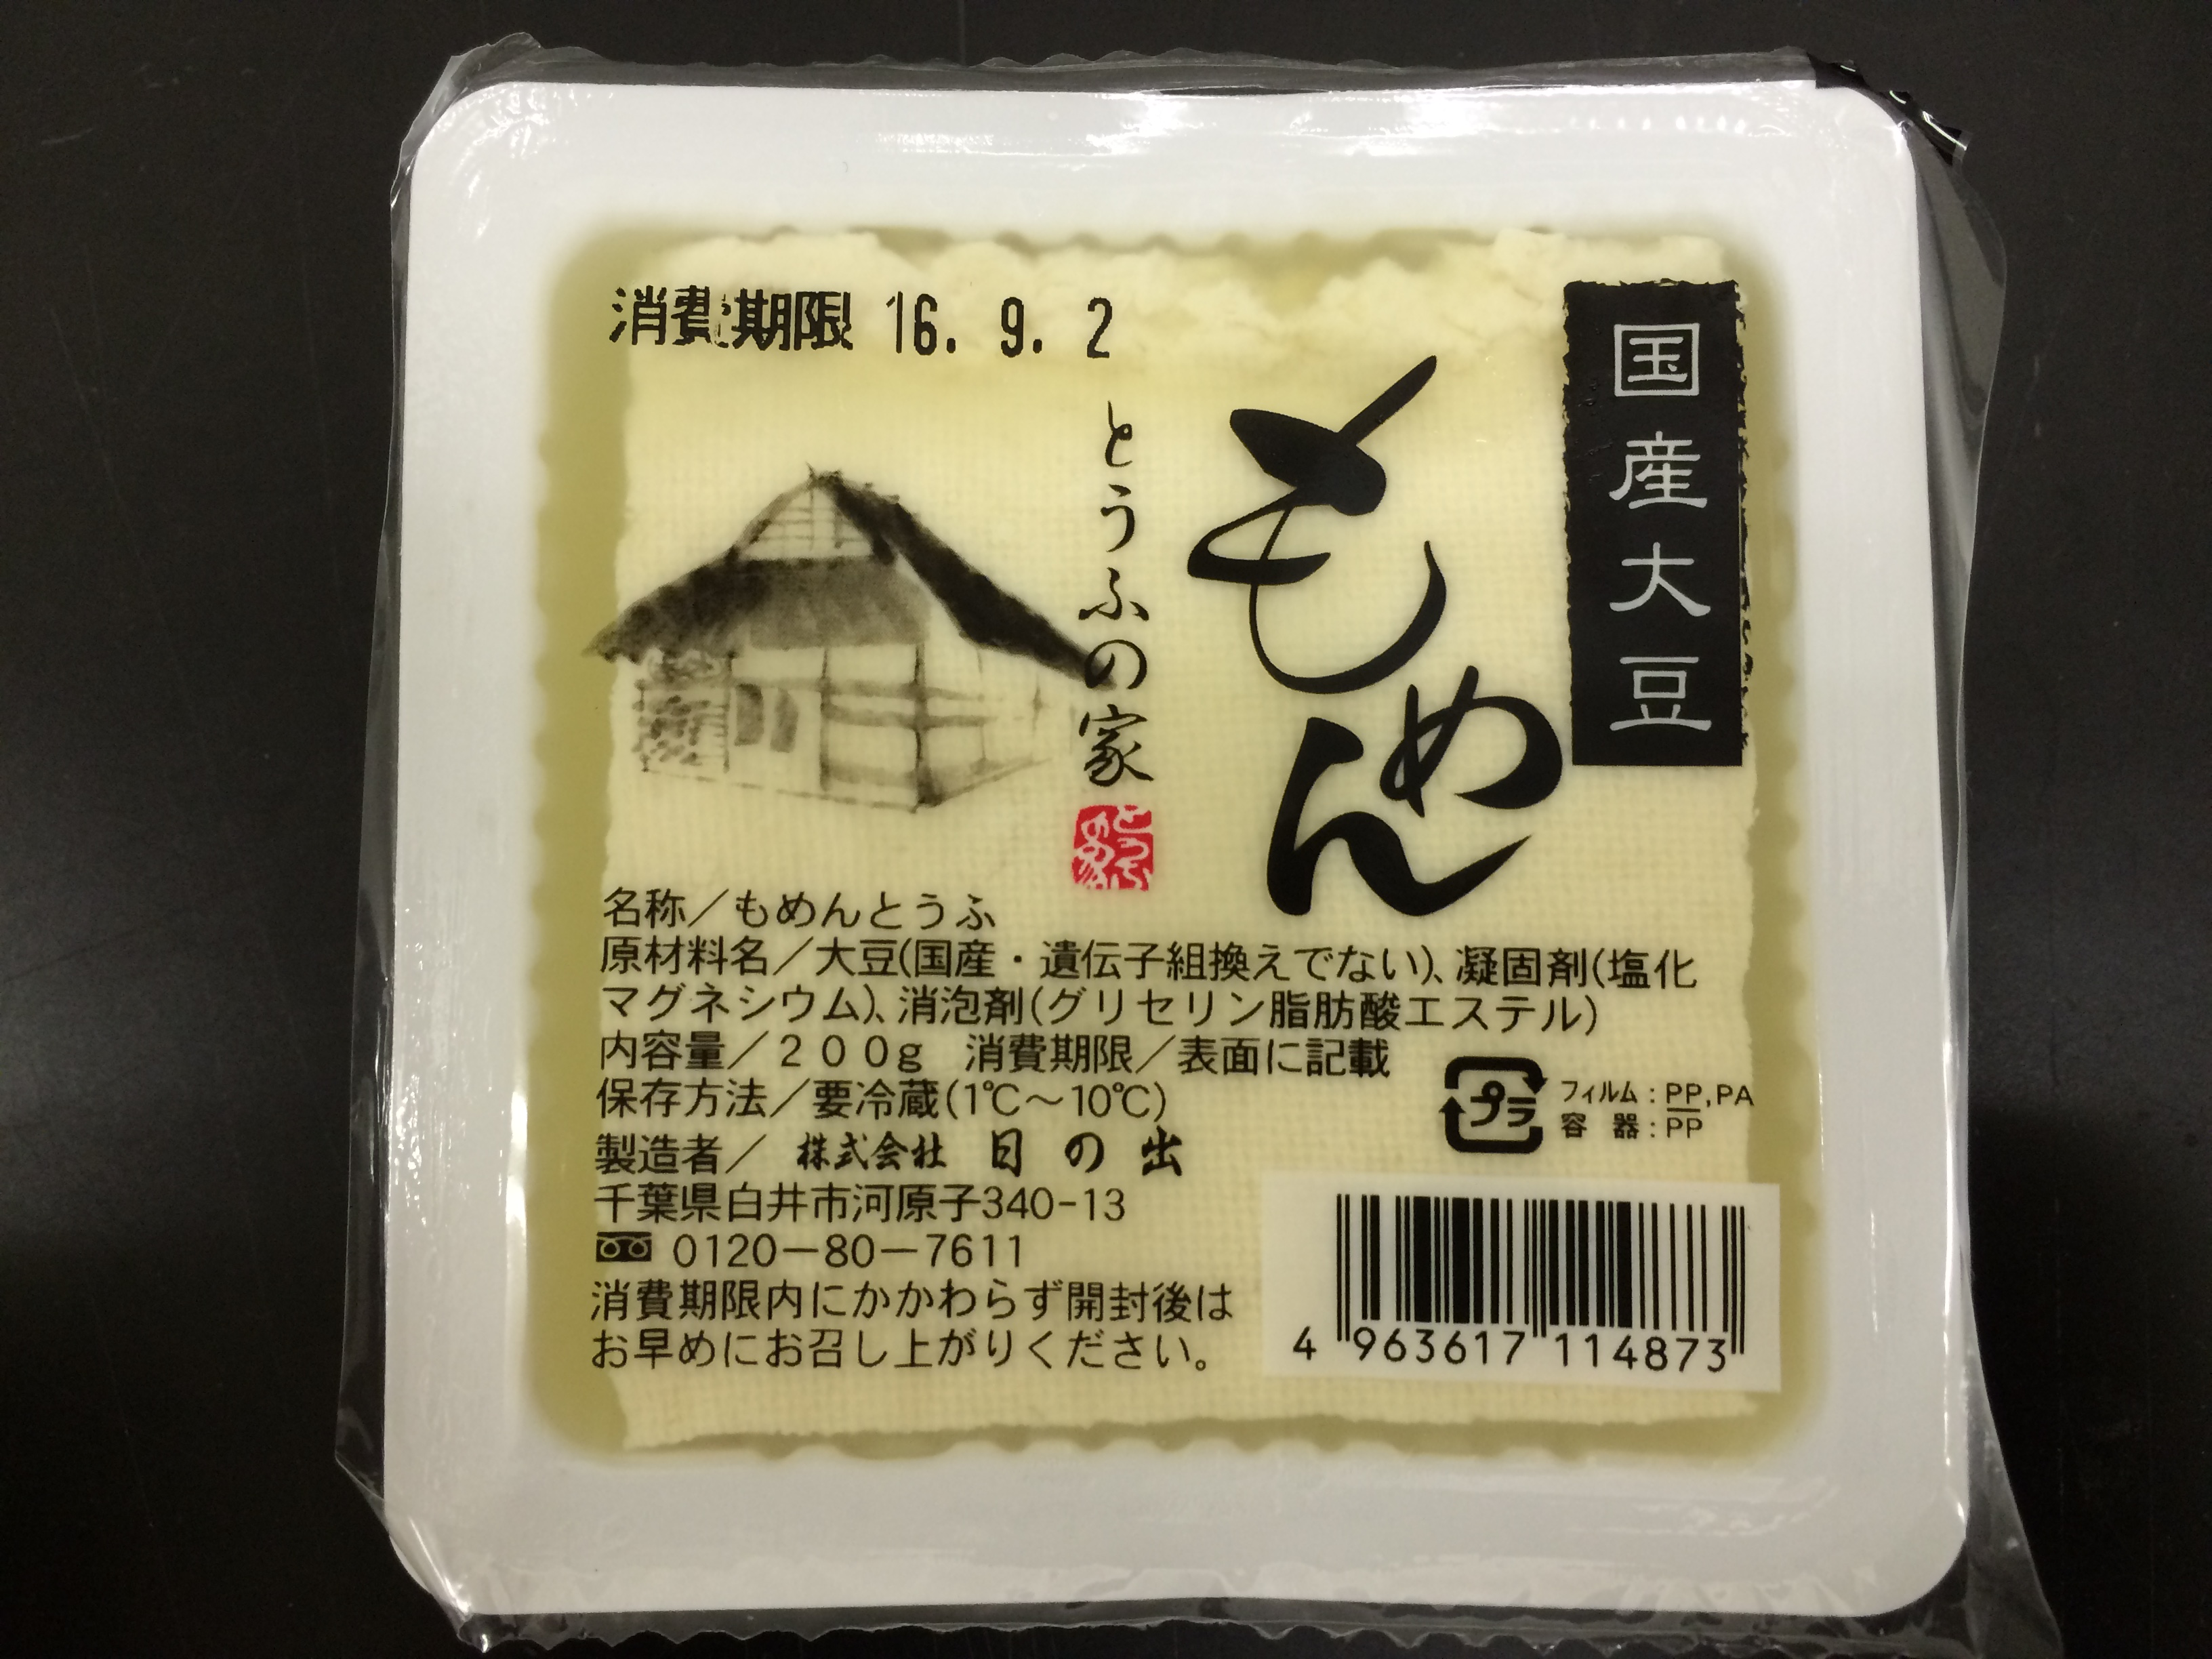 消費期限 16. 9. 2
国産大豆
もめん
とうふの家
とうふの家
名称／もめんとうふ
原材料名／大豆(国産・遺伝子組換えでない)、凝固剤(塩化
マグネシウム)、消泡剤(グリセリン脂肪酸エステル)
内容量／２００g　消費期限／表面に記載
保存方法／要冷蔵(1℃～10℃)
製造者／ 株式会社 日の出
千葉県白井市河原子340-13
0120－80－7611
消費期限内にかかわらず開封後は
お早めにお召し上がりください。
プラ
フィルム：PP,PA
容器：PP
4 963617 114873